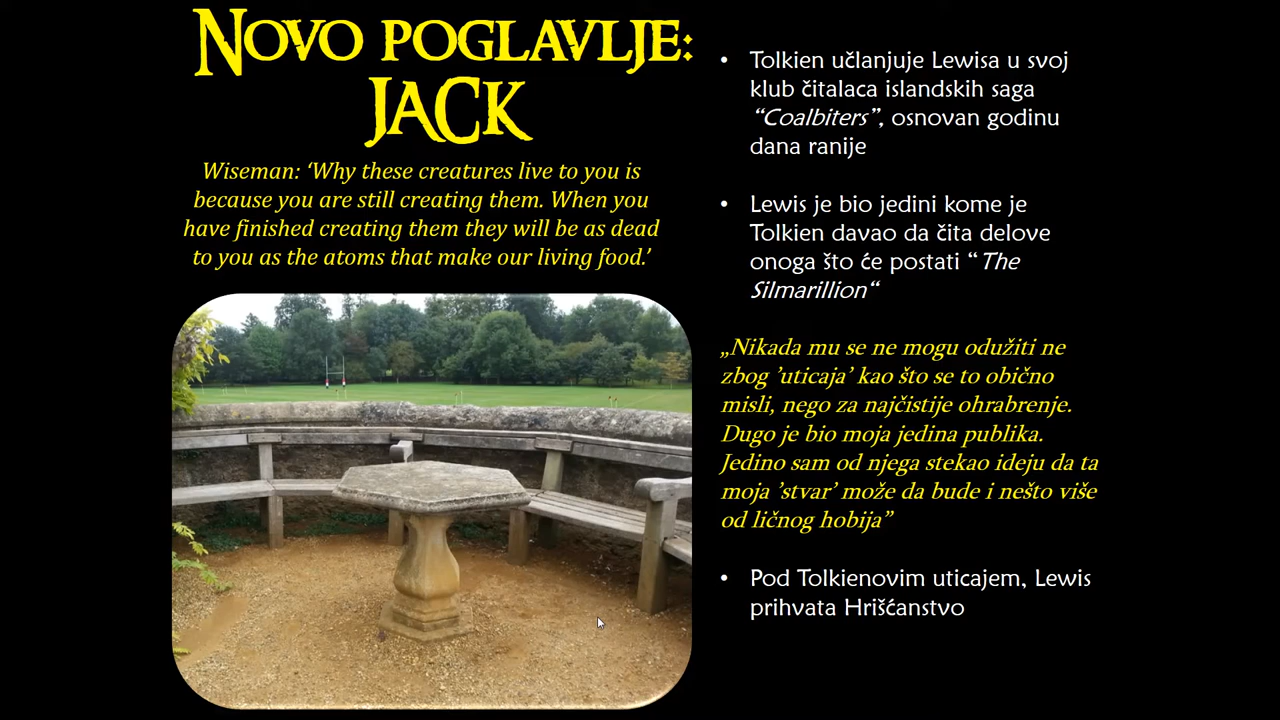 NOVO POGLAVLJE:
JACK
Wiseman: ‘Why these creatures live to you is
because you are still creating them. When you
have finished creating them they will be as dead
to you as the atoms that make our living food.’
• Tolkien učlanjuje Lewisa u svoj
klub čitalaca islandskih saga
“Coalbiters”, osnovan godinu
dana ranije
• Lewis je bio jedini kome je
Tolkien davao da čita delove
onoga što će postati “The
Silmarillion“
„Nikada mu se ne mogu odužiti ne
zbog ’uticaja’ kao što se to obično
misli, nego za najčistije ohrabrenje.
Dugo je bio moja jedina publika.
Jedino sam od njega stekao ideju da ta
moja ’stvar’ može da bude i nešto više
od ličnog hobija”
• Pod Tolkienovim uticajem, Lewis
prihvata Hrišćanstvo